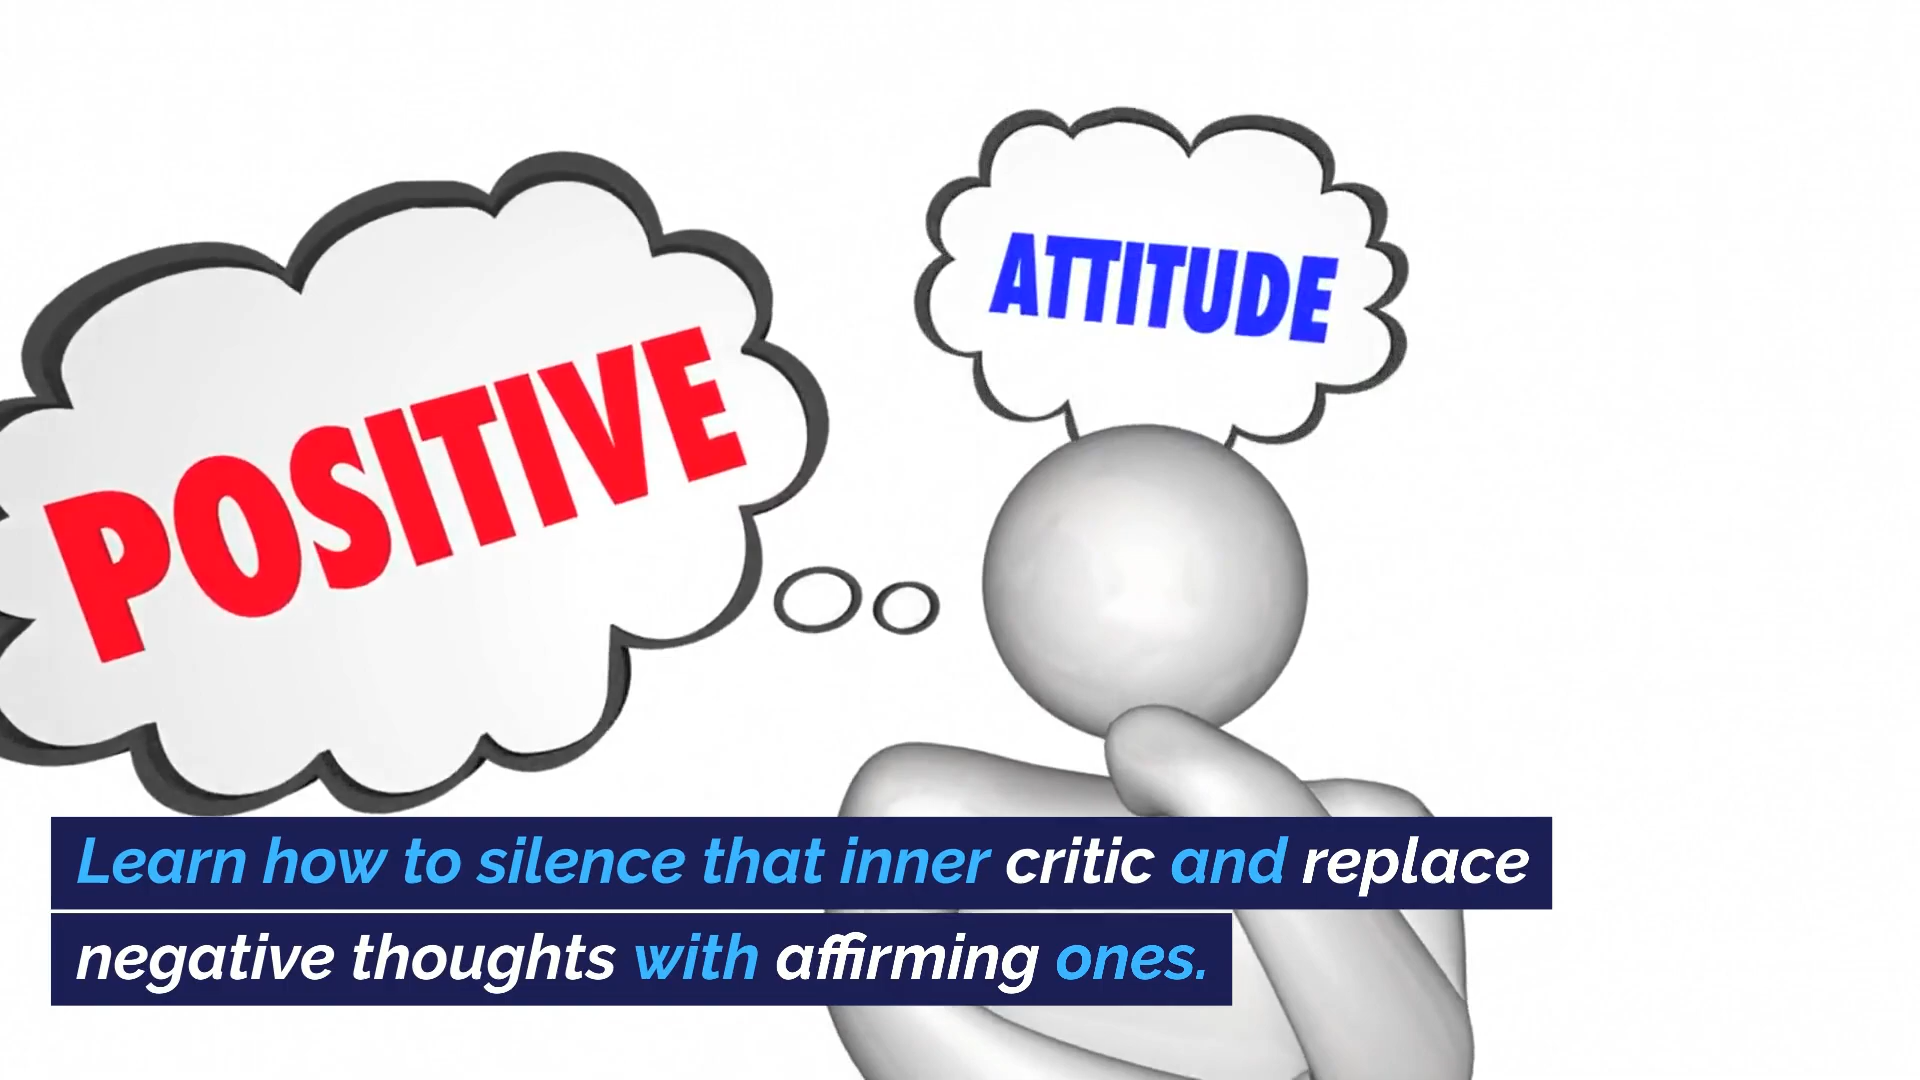 POSITIVE
ATTITUDE
Learn how to silence that inner critic and replace
negative thoughts with affirming ones.